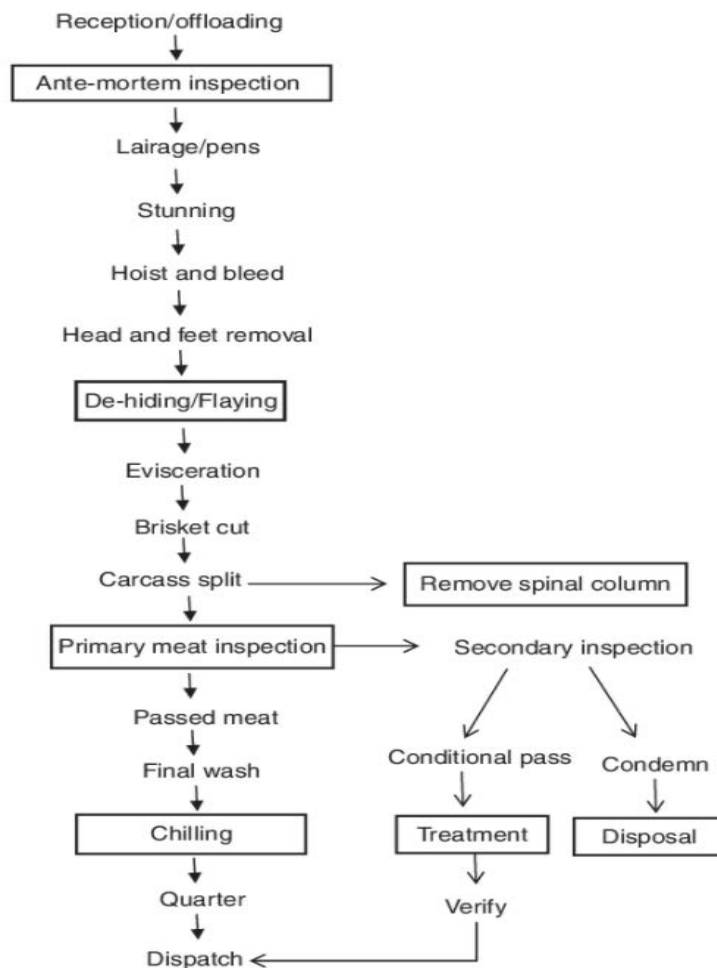 Reception/offloading
Ante-mortem inspection
Lairage/pens
Stunning
Hoist and bleed
Head and feet removal
De-hiding/Flaying
Evisceration
Brisket cut
Carcass split
Remove spinal column
Primary meat inspection
Secondary inspection
Passed meat
Conditional pass
Condemn
Final wash
Chilling
Treatment
Disposal
Quarter
Verify
Dispatch